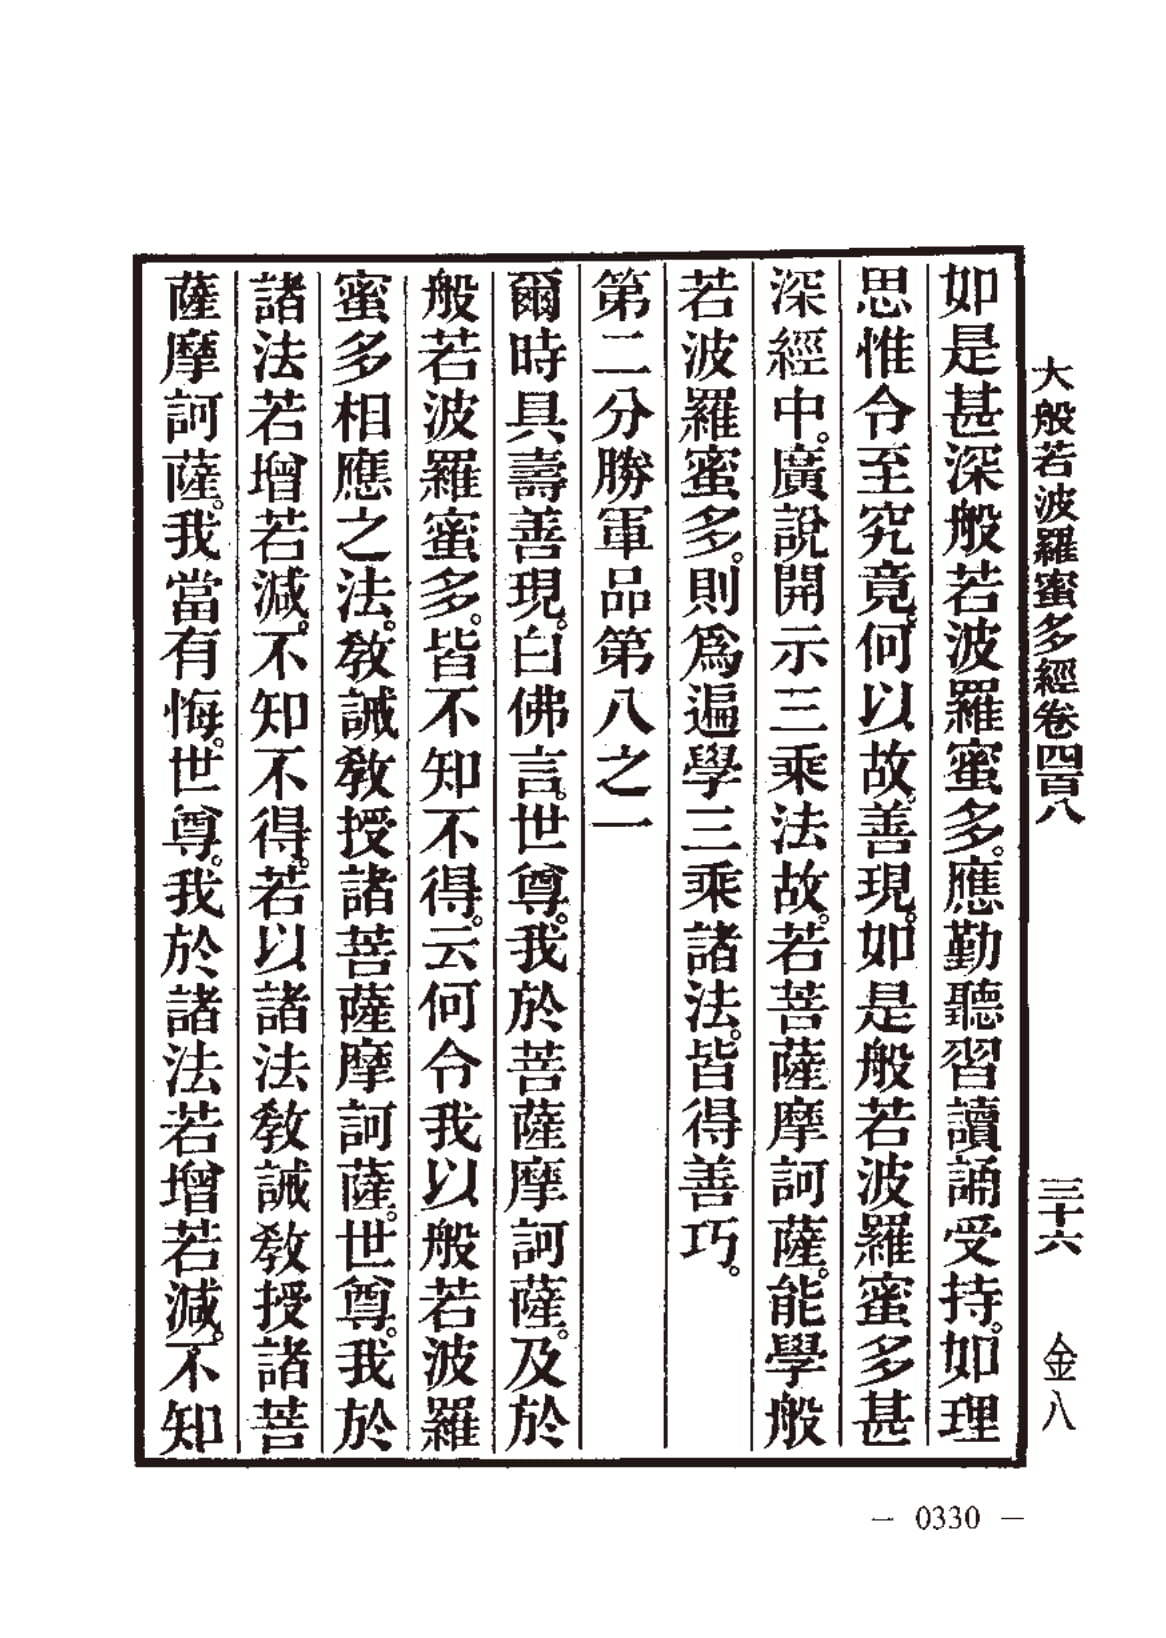 大般若波羅蜜多經卷四百八 三十六 金八
如是甚深般若波羅蜜多。應勤聽習讀誦受持。如理
思惟令至究竟。何以故。善現。如是般若波羅蜜多甚
深經中。廣說開示三乘法故。若菩薩摩訶薩。能學般
若波羅蜜多。則爲遍學三乘諸法。皆得善巧。
第二分勝軍品第八之一
爾時具壽善現。白佛言。世尊。我於菩薩摩訶薩。及於
般若波羅蜜多。皆不知不得。云何令我以般若波羅
蜜多相應之法。教誡教授諸菩薩摩訶薩。世尊。我於
諸法若增若減。不知不得。若以諸法教誡教授諸菩
薩摩訶薩。我當有悔。世尊。我於諸法若增若減。不知
— 0330 —